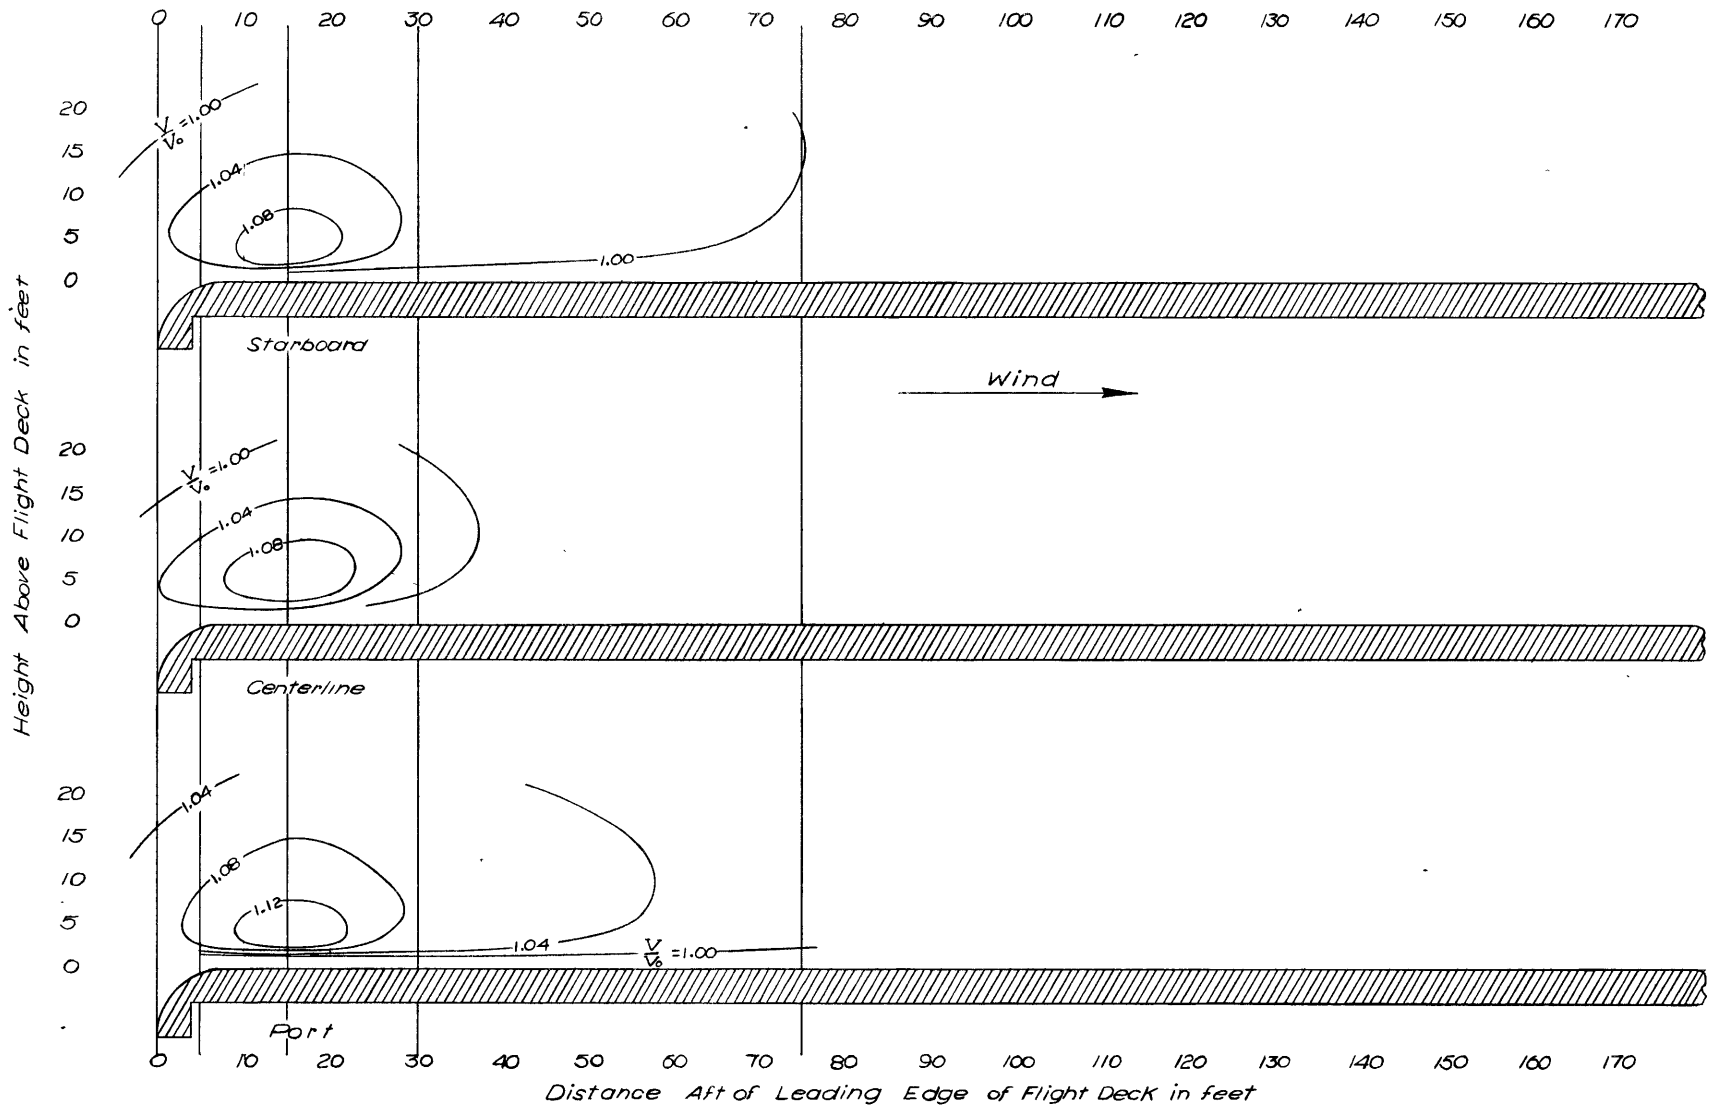 0 10 20 30 40 50 60 70 80 90 100 110 120 130 140 150 160 170
20
V/V₀ =1.00
15
10
1.04
1.08
5
1.00
0
Starboard
Wind
20
V/V₀ =1.00
15
1.04
10
1.08
5
0
Centerline
20
1.04
15
1.08
10
1.12
5
1.04
V/V₀ =1.00
0
Port
0 10 20 30 40 50 60 70 80 90 100 110 120 130 140 150 160 170
Distance Aft of Leading Edge of Flight Deck in feet
Height Above Flight Deck in feet